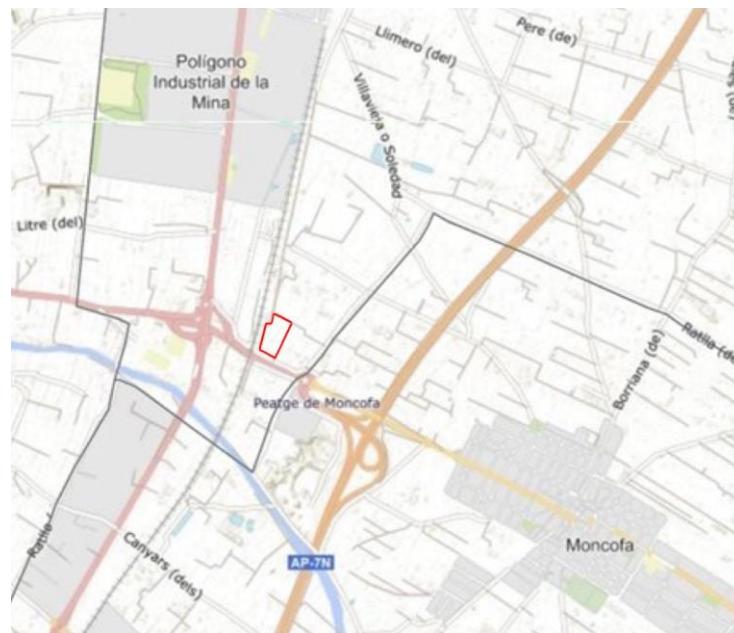 Polígono
Industrial de la
Mina
Llimero (del)
Pere (de)
Villavieja o Soledad
Litre (del)
Ratlla (de
Borriana (de)
Peatge de Moncofa
Ratlle
Canyars (dels)
AP-7N
Moncofa